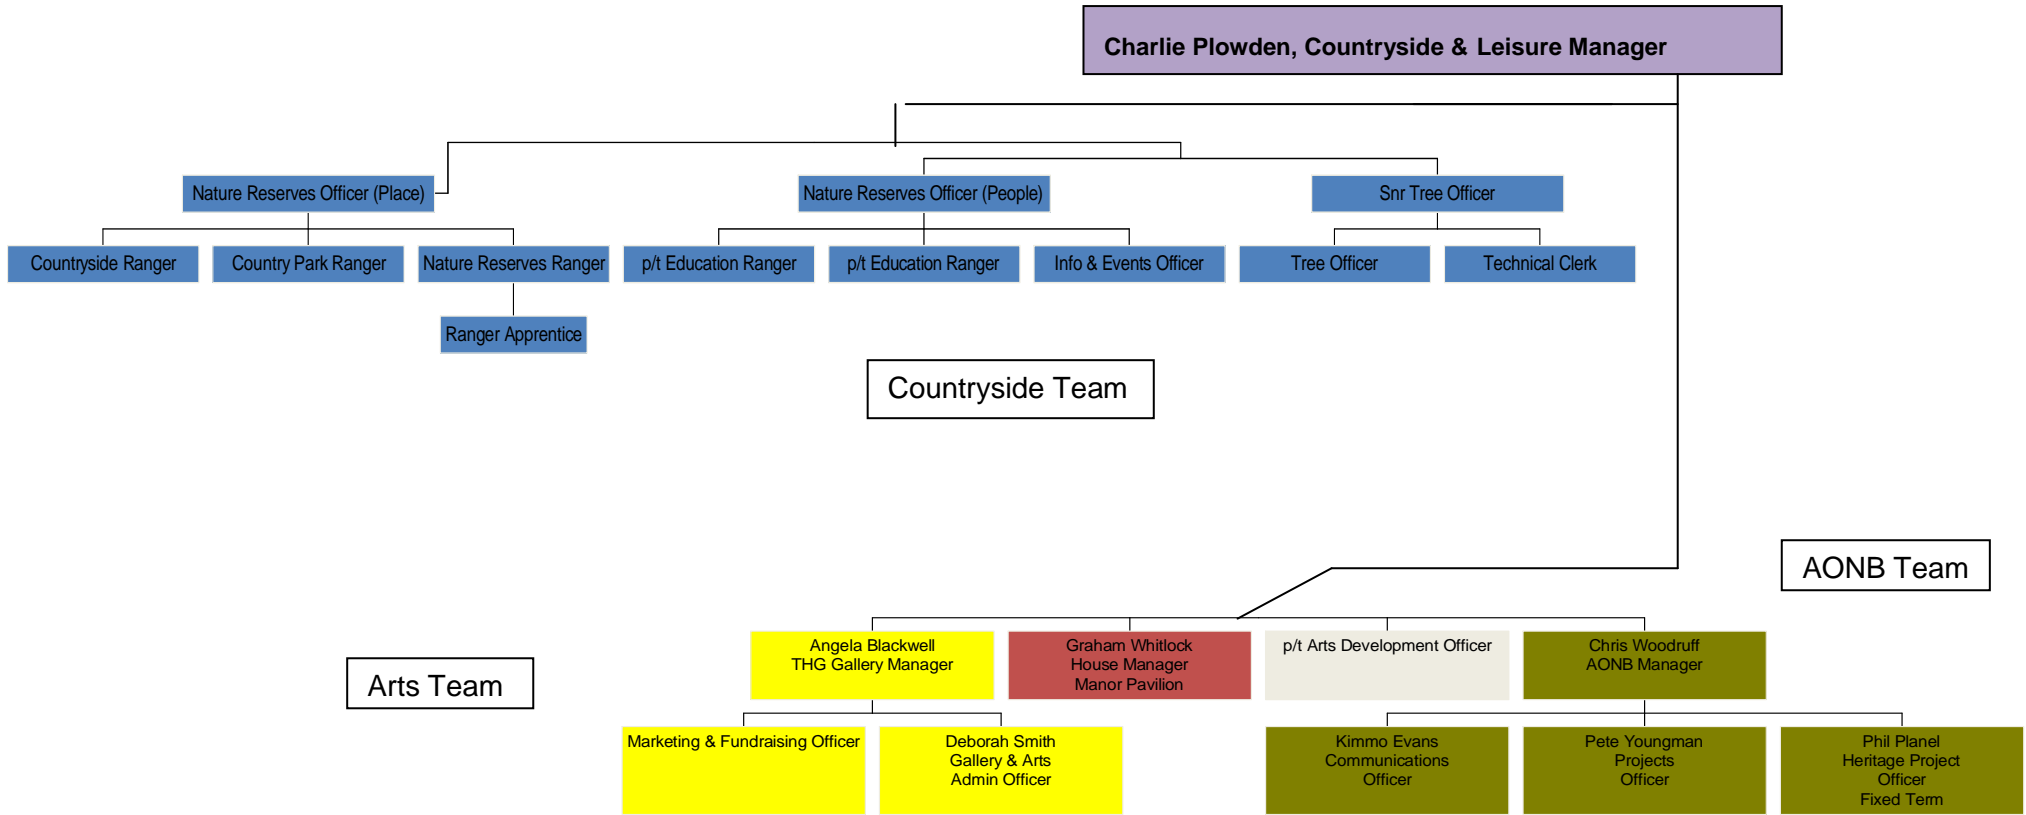 Charlie Plowden, Countryside & Leisure Manager
Nature Reserves Officer (Place)
Nature Reserves Officer (People)
Snr Tree Officer
Countryside Ranger
Country Park Ranger
Nature Reserves Ranger
p/t Education Ranger
p/t Education Ranger
Info & Events Officer
Tree Officer
Technical Clerk
Ranger Apprentice
Countryside Team
AONB Team
Arts Team
Angela Blackwell
THG Gallery Manager
Graham Whitlock
House Manager
Manor Pavilion
p/t Arts Development Officer
Chris Woodruff
AONB Manager
Marketing & Fundraising Officer
Deborah Smith
Gallery & Arts
Admin Officer
Kimmo Evans
Communications
Officer
Pete Youngman
Projects
Officer
Phil Planel
Heritage Project
Officer
Fixed Term